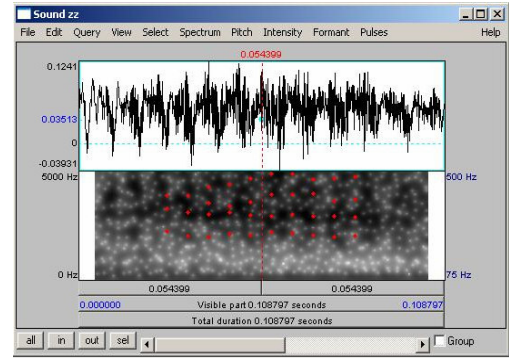 Sound zz
File Edit Query View Select Spectrum Pitch Intensity Formant Pulses Help
0.054399
0.1241
0.03513
0
-0.03931
5000 Hz 500 Hz
0 Hz 75 Hz
0.054399 0.054399
0.000000 Visible part 0.108797 seconds 0.108797
Total duration 0.108797 seconds
all in out sel Group